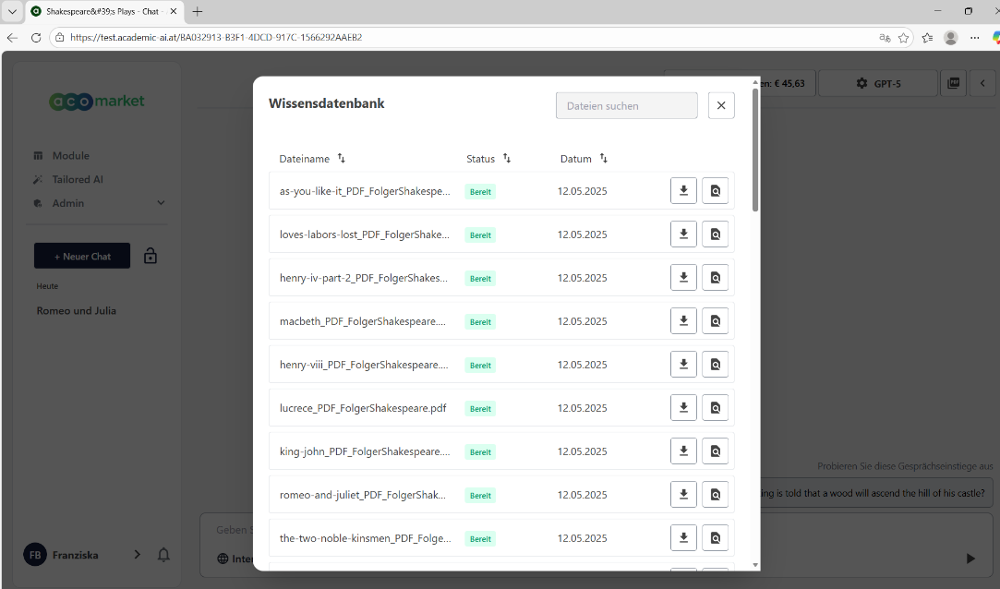 Shakespeare&#39;s Plays - Chat -
https://test.academic-ai.at/BA032913-B3F1-4DCD-917C-1566292AAEB2
acomarket
en: € 45,63
GPT-5
Module
Tailored AI
Admin
+ Neuer Chat
Heute
Romeo und Julia
Wissensdatenbank
Dateien suchen
Dateiname Status Datum
as-you-like-it_PDF_FolgerShakespe... Bereit 12.05.2025
loves-labors-lost_PDF_FolgerShake... Bereit 12.05.2025
henry-iv-part-2_PDF_FolgerShakes... Bereit 12.05.2025
macbeth_PDF_FolgerShakespeare.... Bereit 12.05.2025
henry-viii_PDF_FolgerShakespeare.... Bereit 12.05.2025
lucrece_PDF_FolgerShakespeare.pdf Bereit 12.05.2025
king-john_PDF_FolgerShakespeare.... Bereit 12.05.2025
romeo-and-juliet_PDF_FolgerShak... Bereit 12.05.2025
the-two-noble-kinsmen_PDF_Folge... Bereit 12.05.2025
Probieren Sie diese Gesprächseinstiege aus
ing is told that a wood will ascend the hill of his castle?
Geben S
Inter
FB Franziska